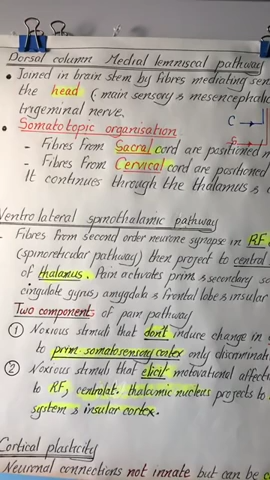 Dorsal column Medial lemniscal pathway
• Joined in brain stem by fibres mediating
the head (main sensory & mesencephalic
trigeminal nerve.
C
• Somatotopic organisation
- Fibres from Sacral cord are positioned
- Fibres from Cervical cord are positioned
It continues through the thalamus &
Ventrolateral spinothalamic pathway
- Fibres from second order neurone synapse in RF
(spinoreticular pathway) then project to central
of thalamus. Pain activates prim & secondary
cingulate gyrus, amygdala & frontal lobe & insular
Two components of pain pathway
① Noxious stimuli that don't induce change in
to prim. somatosensory cortex only
② Noxious stimuli that elicit motivational
to RF, thalamic nucleus projects to
system & insular cortex.
Cortical plasticity
Neuronal connections not innate but can be